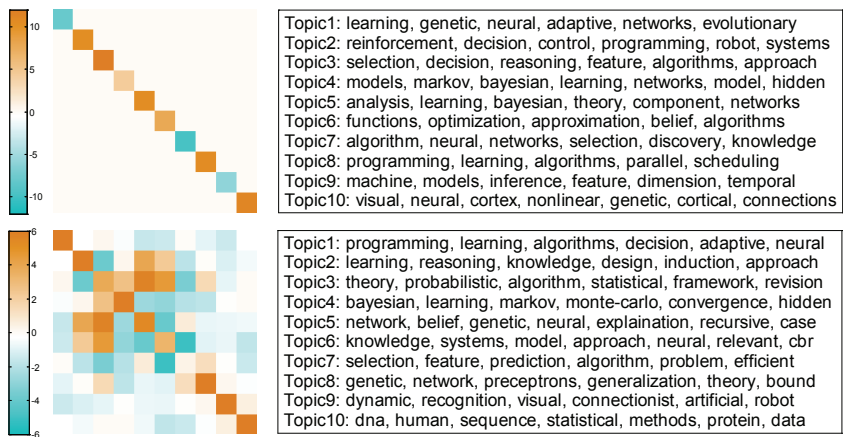 10
5
0
-5
-10
Topic1: learning, genetic, neural, adaptive, networks, evolutionary
Topic2: reinforcement, decision, control, programming, robot, systems
Topic3: selection, decision, reasoning, feature, algorithms, approach
Topic4: models, markov, bayesian, learning, networks, model, hidden
Topic5: analysis, learning, bayesian, theory, component, networks
Topic6: functions, optimization, approximation, belief, algorithms
Topic7: algorithm, neural, networks, selection, discovery, knowledge
Topic8: programming, learning, algorithms, parallel, scheduling
Topic9: machine, models, inference, feature, dimension, temporal
Topic10: visual, neural, cortex, nonlinear, genetic, cortical, connections
6
4
2
0
-2
-4
-6
Topic1: programming, learning, algorithms, decision, adaptive, neural
Topic2: learning, reasoning, knowledge, design, induction, approach
Topic3: theory, probabilistic, algorithm, statistical, framework, revision
Topic4: bayesian, learning, markov, monte-carlo, convergence, hidden
Topic5: network, belief, genetic, neural, explaination, recursive, case
Topic6: knowledge, systems, model, approach, neural, relevant, cbr
Topic7: selection, feature, prediction, algorithm, problem, efficient
Topic8: genetic, network, preceptrons, generalization, theory, bound
Topic9: dynamic, recognition, visual, connectionist, artificial, robot
Topic10: dna, human, sequence, statistical, methods, protein, data